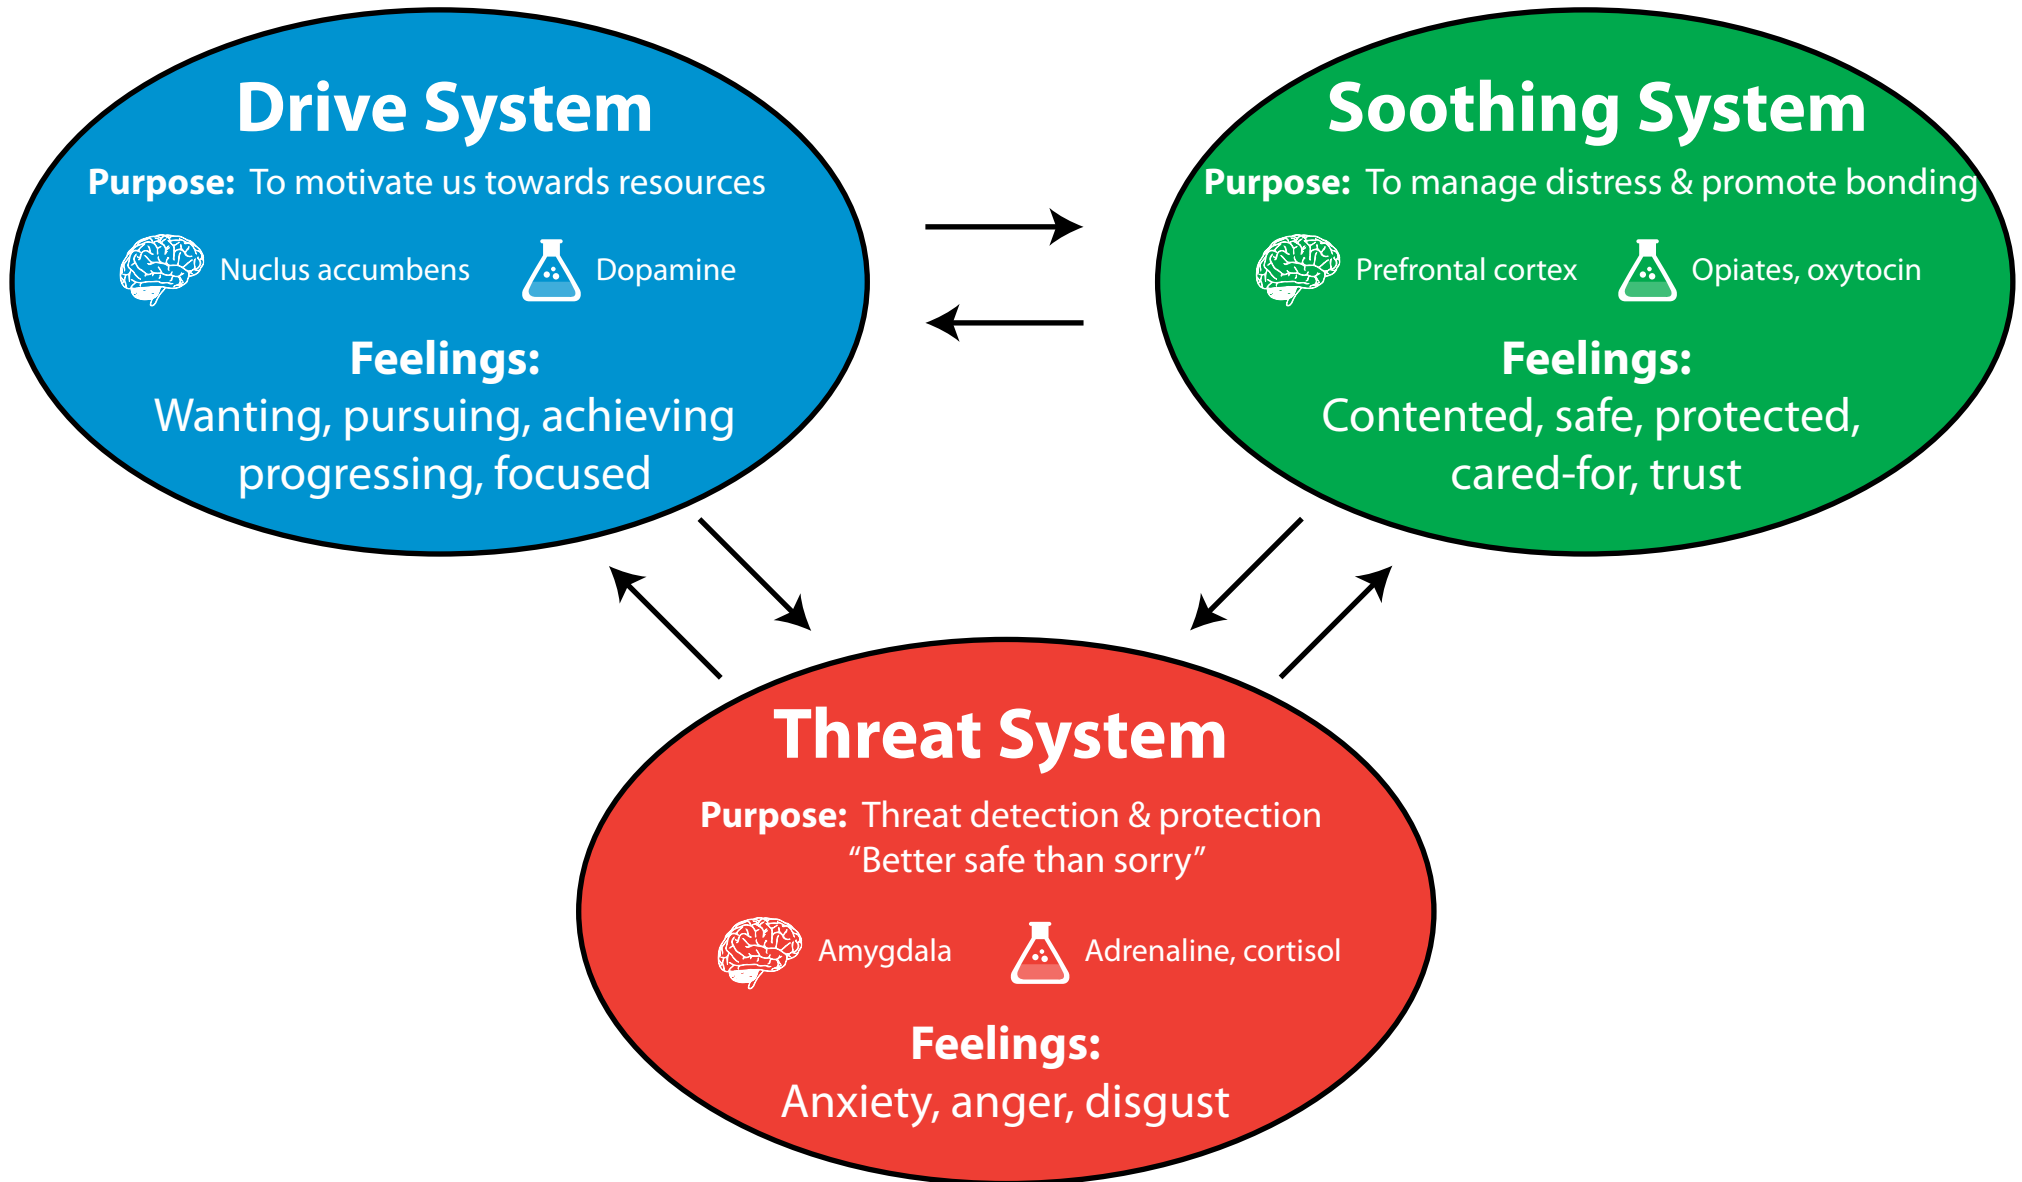 Drive System
Purpose: To motivate us towards resources
Nuclus accumbens
Dopamine
Feelings:
Wanting, pursuing, achieving
progressing, focused
Soothing System
Purpose: To manage distress & promote bonding
Prefrontal cortex
Opiates, oxytocin
Feelings:
Contented, safe, protected,
cared-for, trust
Threat System
Purpose: Threat detection & protection
“Better safe than sorry”
Amygdala
Adrenaline, cortisol
Feelings:
Anxiety, anger, disgust